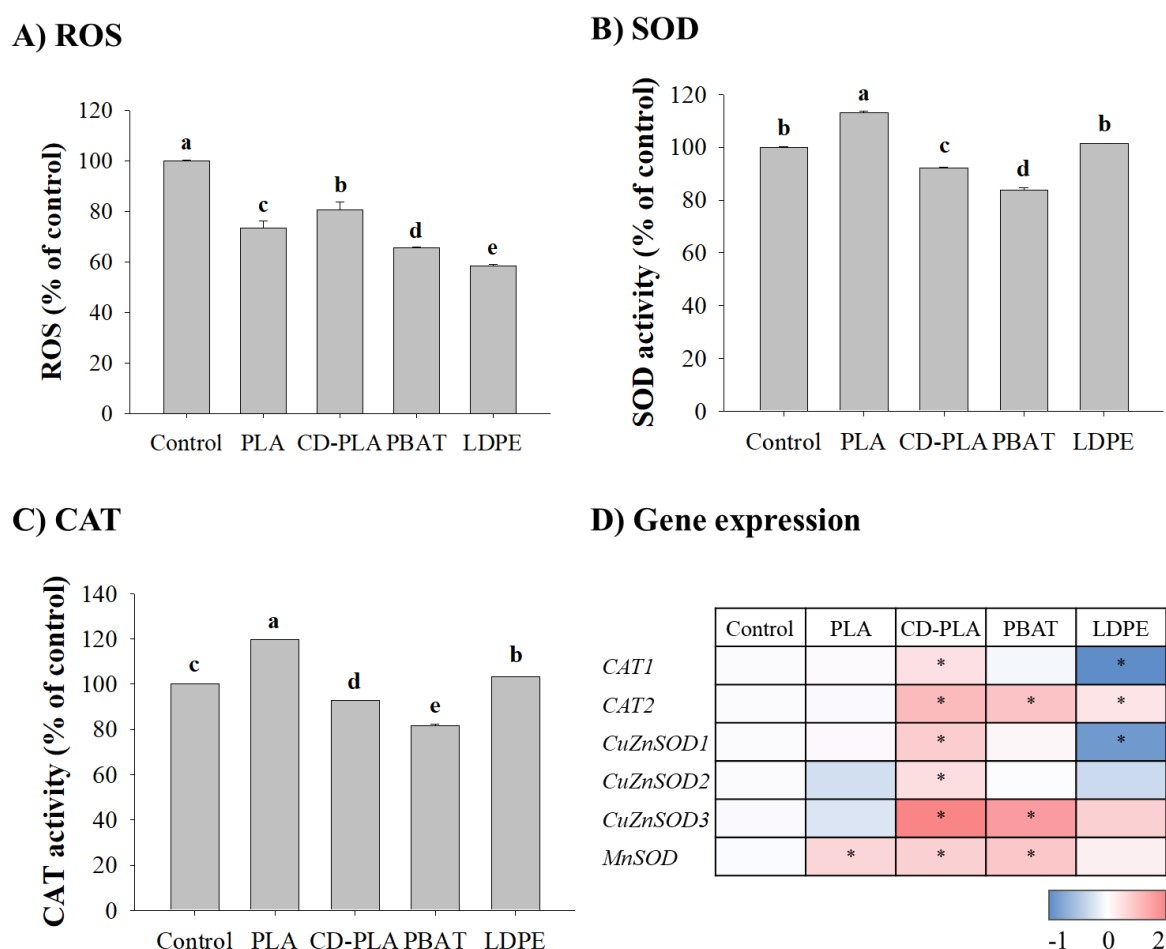 A) ROS
ROS (% of control)
120
100
80
60
40
20
0
a
c
b
d
e
Control PLA CD-PLA PBAT LDPE
B) SOD
SOD activity (% of control)
120
100
80
60
40
20
0
b
a
c
d
b
Control PLA CD-PLA PBAT LDPE
C) CAT
CAT activity (% of control)
140
120
100
80
60
40
20
0
c
a
d
e
b
Control PLA CD-PLA PBAT LDPE
D) Gene expression
Control PLA CD-PLA PBAT LDPE
CAT1 * *
CAT2 * * *
CuZnSOD1 * *
CuZnSOD2 *
CuZnSOD3 * *
MnSOD * * *
-1 0 2